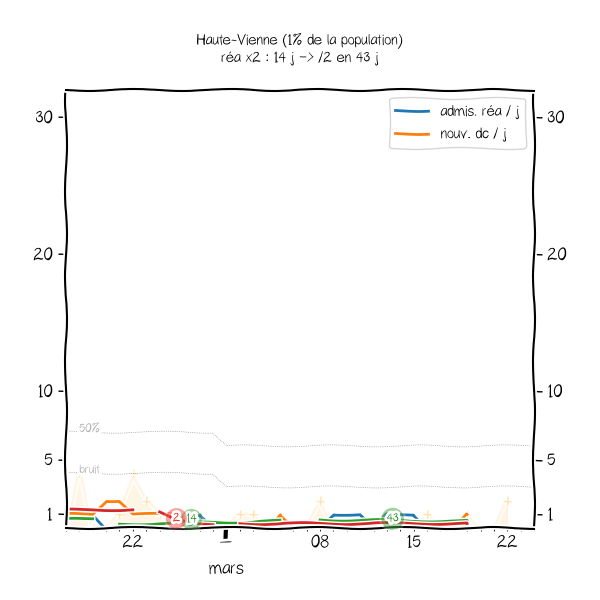 Haute-Vienne (1% de la population)
réa x2 : 14 j -> /2 en 43 j
admis. réa / j
nouv. dc / j
30 30
20 20
10 10
50%
5 5
bruit
1 2 14 43 1
22 1 08 15 22
mars